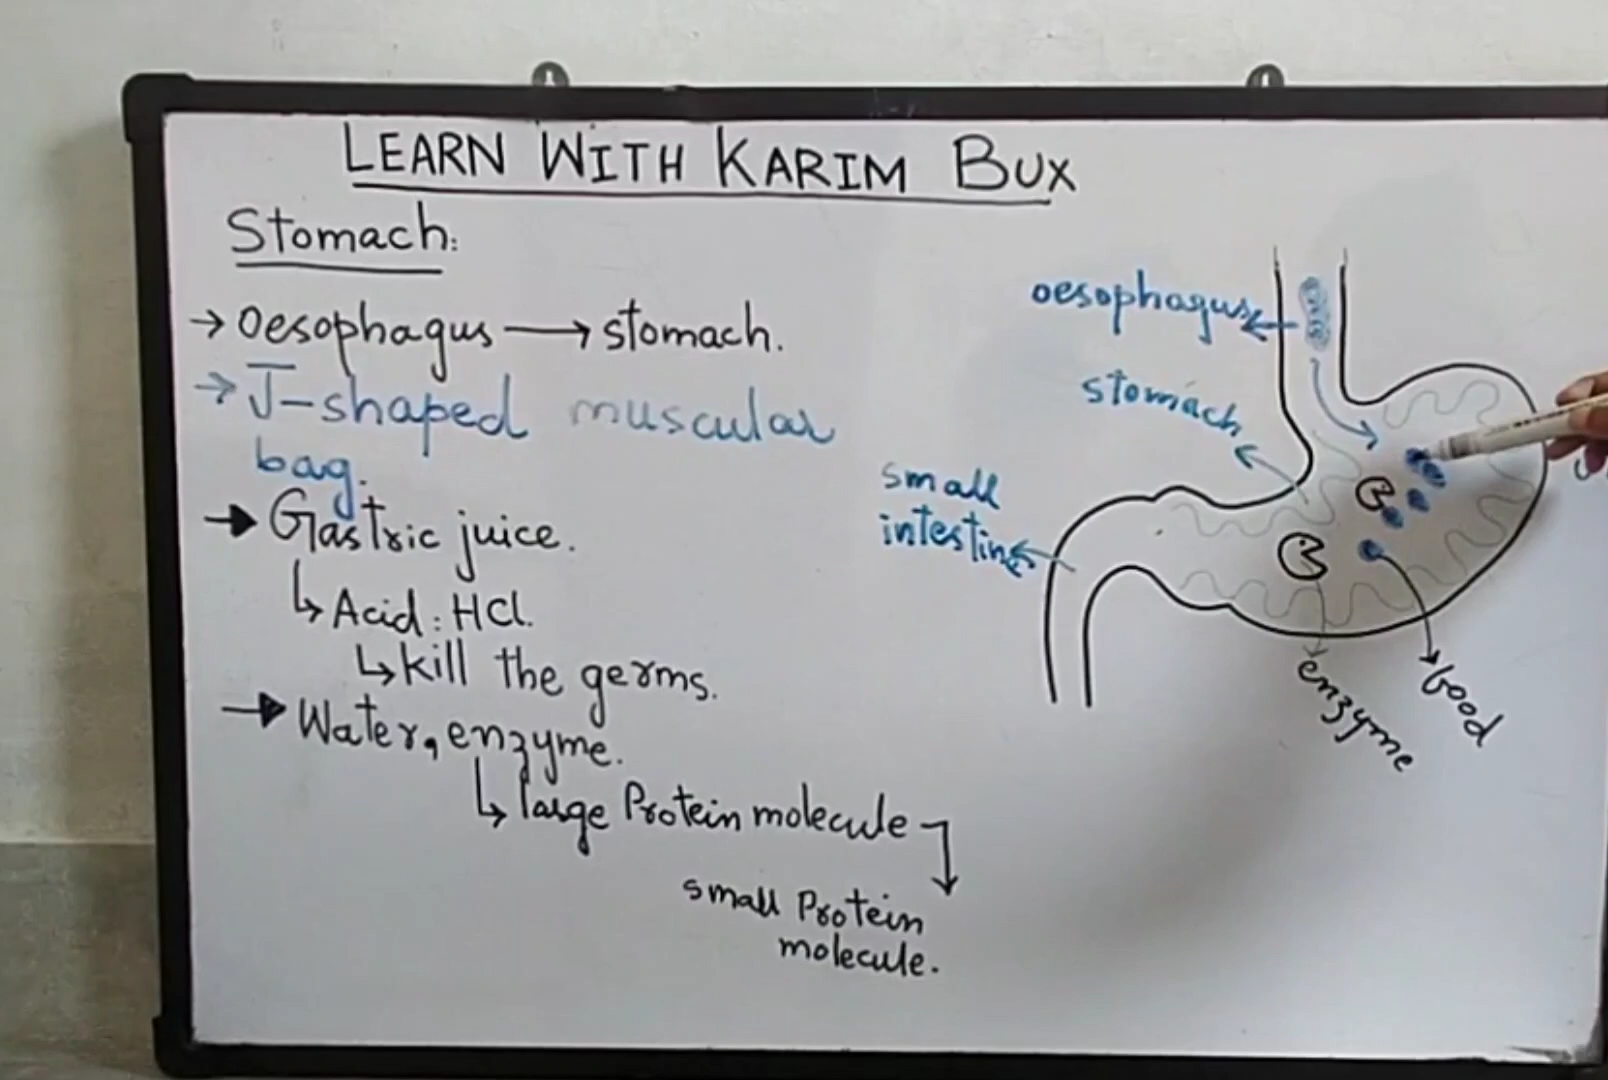 LEARN WITH KARIM BUX
Stomach:
→ Oesophagus → stomach.
→ J-shaped muscular
bag.
→ Gastric juice.
↳ Acid: HCl.
↳ kill the germs.
→ Water, enzyme.
↳ large Protein molecule
small Protein
molecule.
oesophagus
stomach
small
intestine
enzyme
food